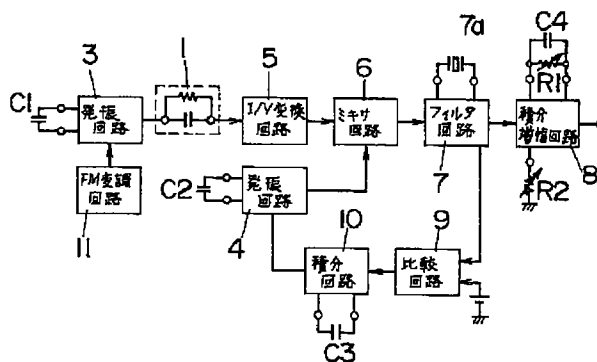 3
1
5
6
7a
C4
R1
C1
発振
回路
I/V変換
回路
ミキサ
回路
フィルタ
回路
積分
増幅回路
7
8
FM変調
回路
11
C2
発振
回路
4
R2
10
9
積分
回路
比較
回路
C3